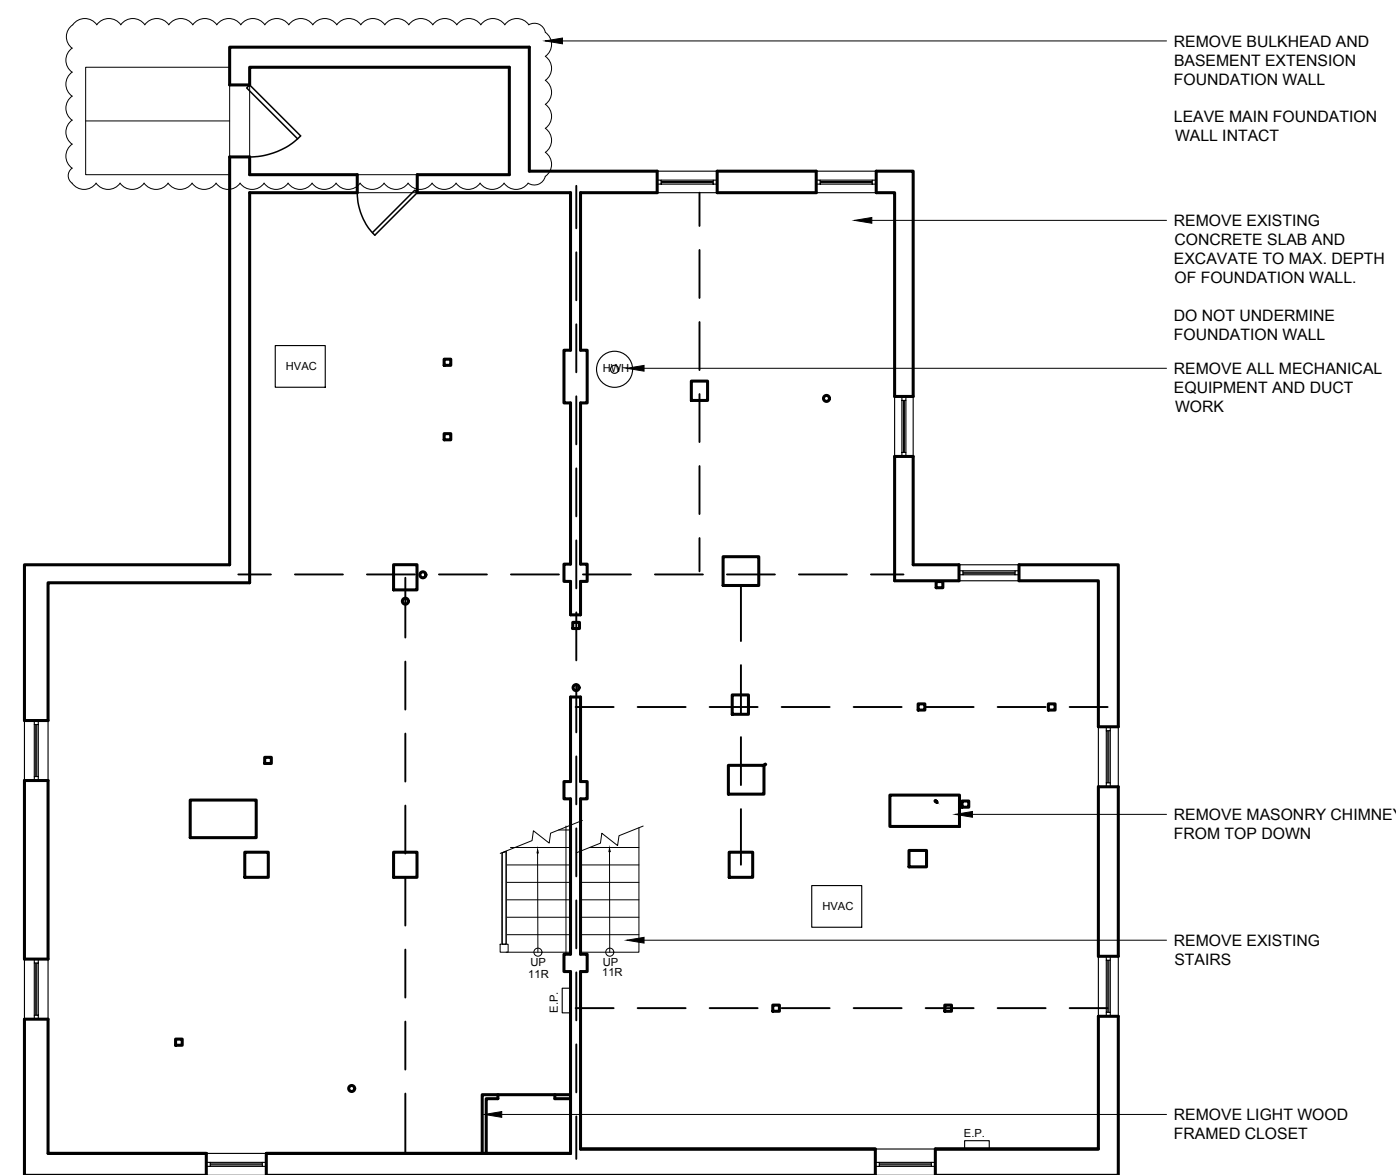 REMOVE BULKHEAD AND
BASEMENT EXTENSION
FOUNDATION WALL
LEAVE MAIN FOUNDATION
WALL INTACT
REMOVE EXISTING
CONCRETE SLAB AND
EXCAVATE TO MAX. DEPTH
OF FOUNDATION WALL.
DO NOT UNDERMINE
FOUNDATION WALL
HVAC
HWH
REMOVE ALL MECHANICAL
EQUIPMENT AND DUCT
WORK
REMOVE MASONRY CHIMNEY
FROM TOP DOWN
HVAC
REMOVE EXISTING
STAIRS
UP
11R
UP
11R
E.P.
E.P.
REMOVE LIGHT WOOD
FRAMED CLOSET